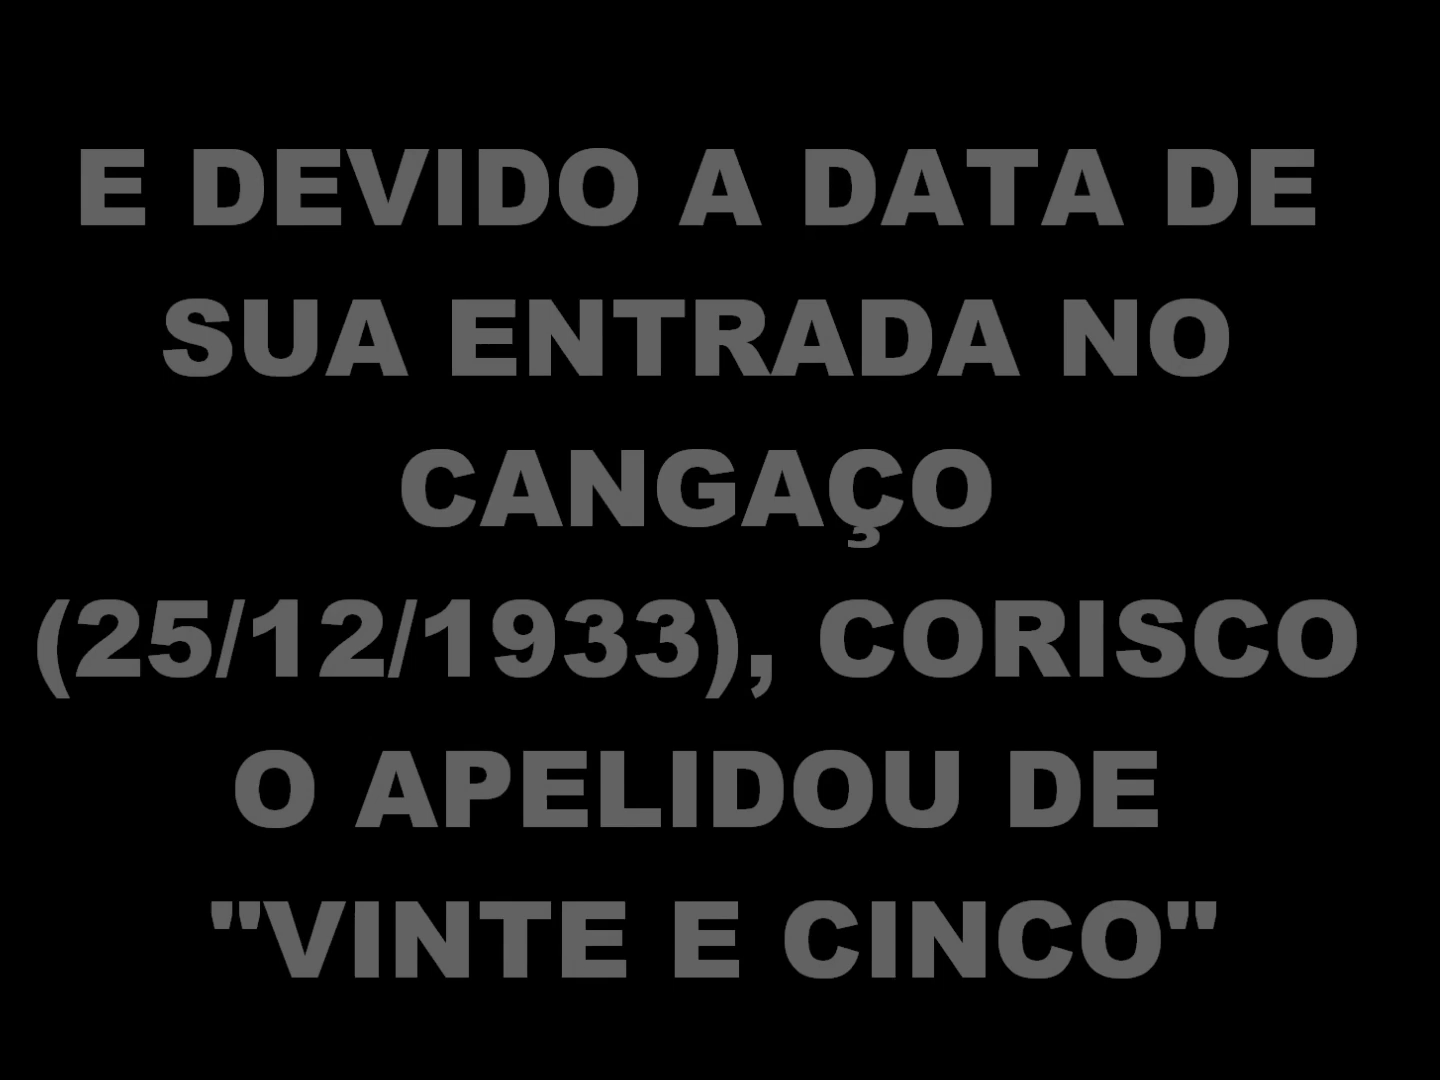 E DEVIDO A DATA DE
SUA ENTRADA NO
CANGAÇO
(25/12/1933), CORISCO
O APELIDOU DE
"VINTE E CINCO"